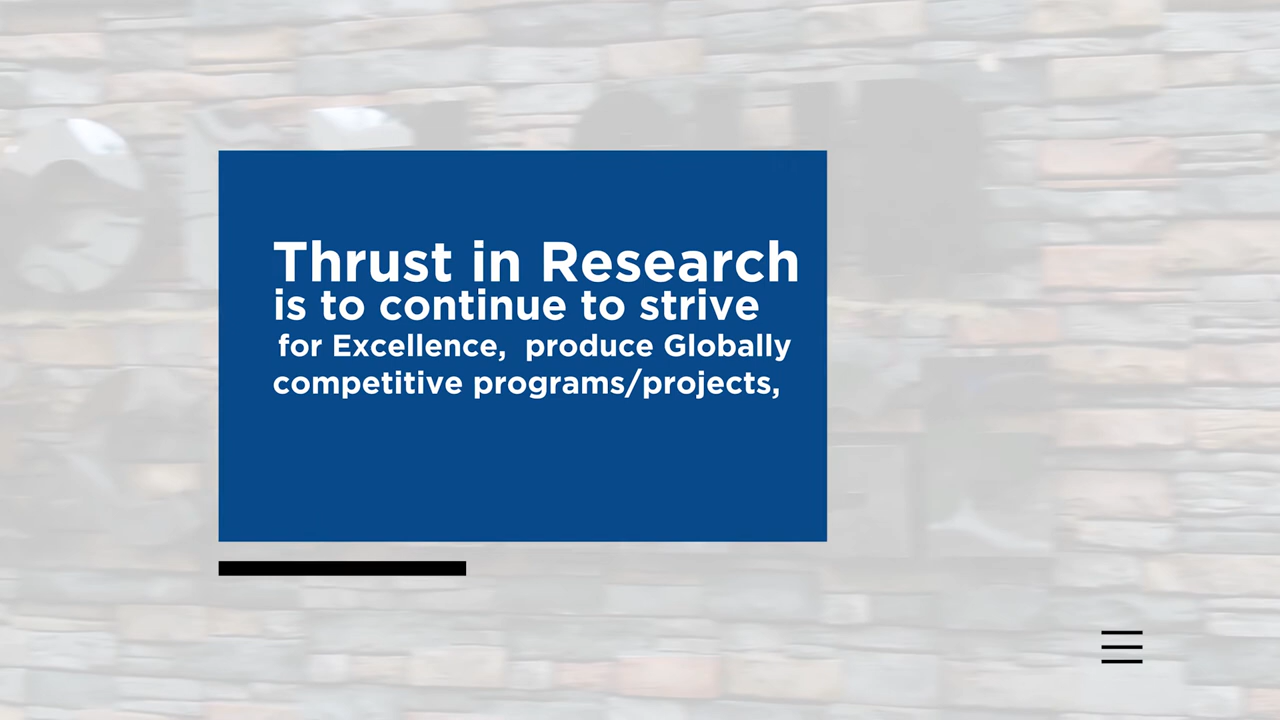 Thrust in Research
is to continue to strive
for Excellence, produce Globally
competitive programs/projects,